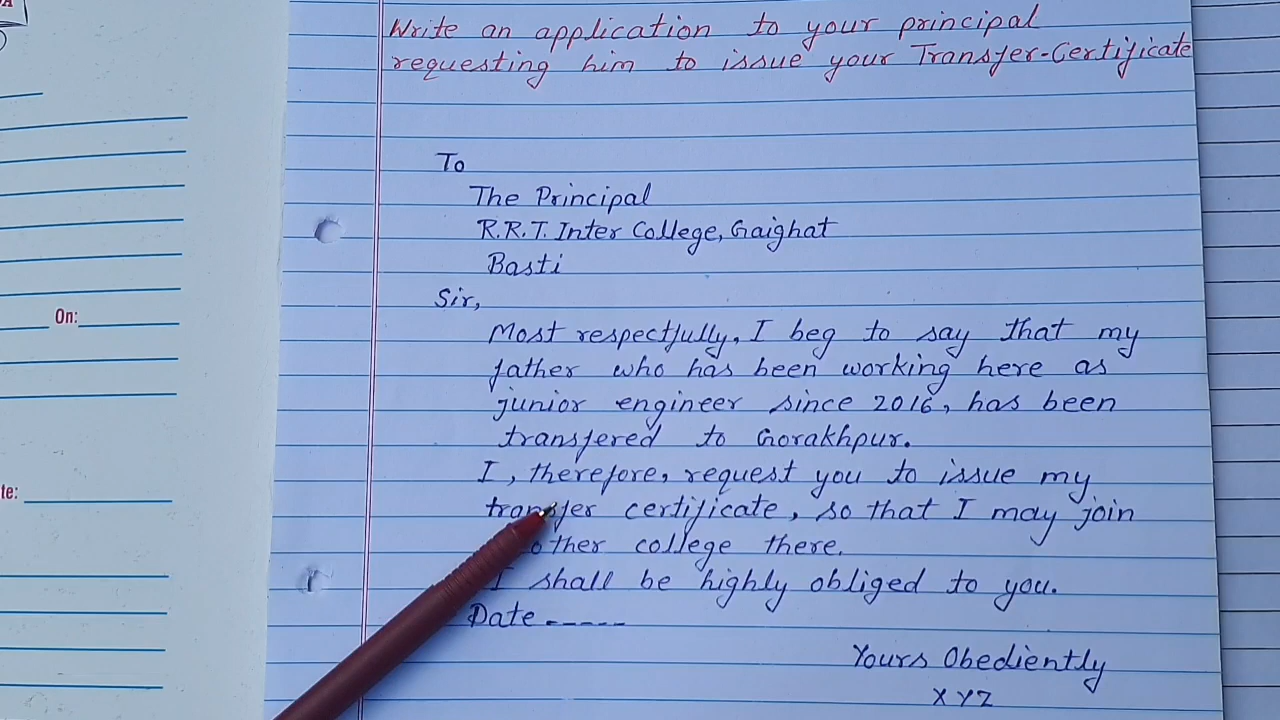 Write an application to your principal
requesting him to issue your Transfer-Certificate
To
The Principal
R.R.T. Inter College, Gaighat
Basti
Sir,
Most respectfully, I beg to say that my
father who has been working here as
junior engineer since 2016, has been
transfered to Gorakhpur.
I, therefore, request you to issue my
transfer certificate, so that I may join
other college there.
I shall be highly obliged to you.
Date -----
Yours Obediently
XYZ
On:
te: